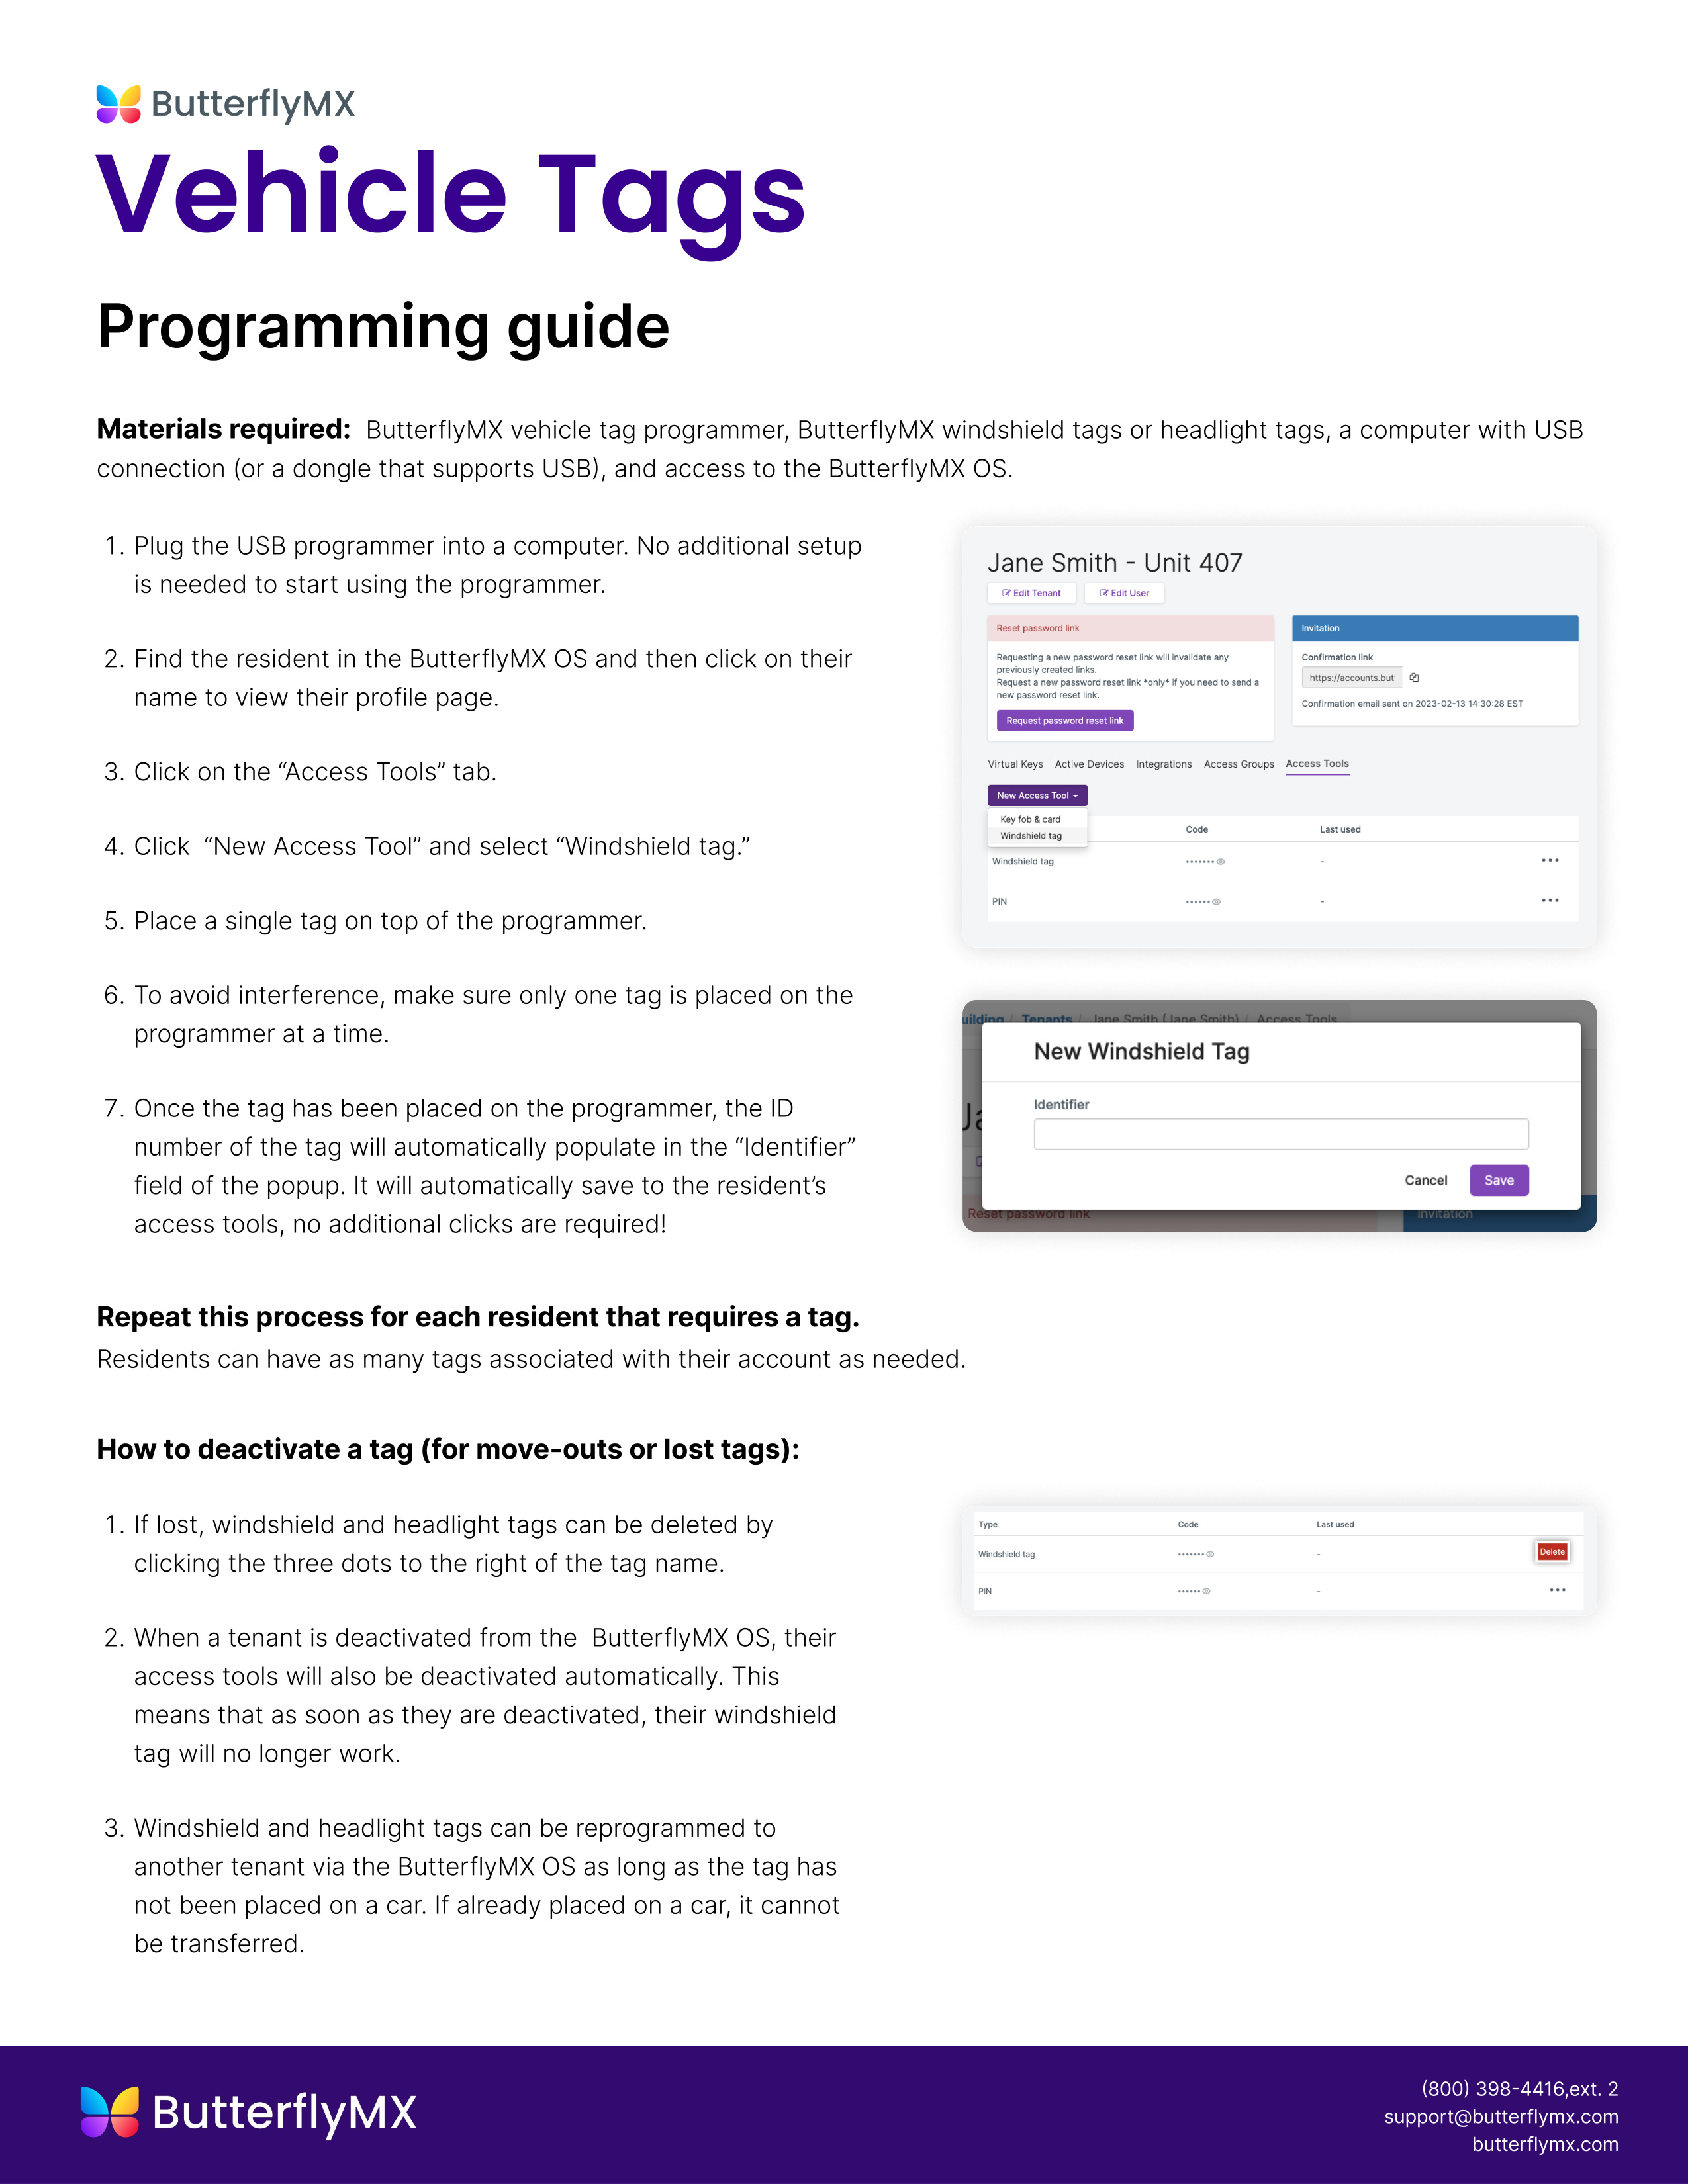 ButterflyMX
Vehicle Tags
Programming guide
Materials required:  ButterflyMX vehicle tag programmer, ButterflyMX windshield tags or headlight tags, a computer with USB
connection (or a dongle that supports USB), and access to the ButterflyMX OS.
1. Plug the USB programmer into a computer. No additional setup
is needed to start using the programmer.
2. Find the resident in the ButterflyMX OS and then click on their
name to view their profile page.
3. Click on the “Access Tools” tab.
4. Click  “New Access Tool” and select “Windshield tag.”
5. Place a single tag on top of the programmer.
6. To avoid interference, make sure only one tag is placed on the
programmer at a time.
7. Once the tag has been placed on the programmer, the ID
number of the tag will automatically populate in the “Identifier”
field of the popup. It will automatically save to the resident’s
access tools, no additional clicks are required!
Jane Smith - Unit 407
Edit Tenant Edit User
Reset password link
Requesting a new password reset link will invalidate any
previously created links.
Request a new password reset link *only* if you need to send a
new password reset link.
Request password reset link
Invitation
Confirmation link
https://accounts.but
Confirmation email sent on 2023-02-13 14:30:28 EST
Virtual Keys Active Devices Integrations Access Groups Access Tools
New Access Tool
Key fob & card
Windshield tag
Code Last used
Windshield tag ••••••• - •••
PIN •••••• - •••
uilding / Tenants / Jane Smith (Jane Smith) / Access Tools
Ja
New Windshield Tag
Identifier
Cancel Save
Reset password link Invitation
Repeat this process for each resident that requires a tag.
Residents can have as many tags associated with their account as needed.
How to deactivate a tag (for move-outs or lost tags):
1. If lost, windshield and headlight tags can be deleted by
clicking the three dots to the right of the tag name.
2. When a tenant is deactivated from the  ButterflyMX OS, their
access tools will also be deactivated automatically. This
means that as soon as they are deactivated, their windshield
tag will no longer work.
3. Windshield and headlight tags can be reprogrammed to
another tenant via the ButterflyMX OS as long as the tag has
not been placed on a car. If already placed on a car, it cannot
be transferred.
Type Code Last used
Windshield tag ••••••• - Delete
PIN •••••• - •••
ButterflyMX
(800) 398-4416,ext. 2
support@butterflymx.com
butterflymx.com